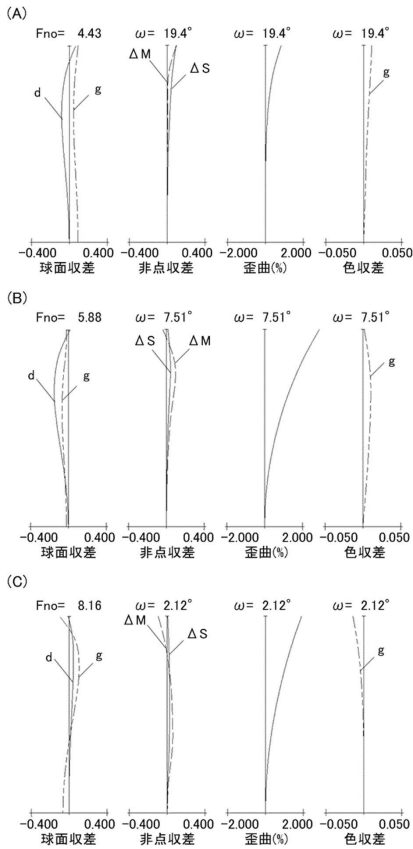 (A)
Fno= 4.43 ω= 19.4° ω= 19.4° ω= 19.4°
ΔM
ΔS
d g g
-0.400 0.400 -0.400 0.400 -2.000 2.000 -0.050 0.050
球面収差 非点収差 歪曲(%) 色収差
(B)
Fno= 5.88 ω= 7.51° ω= 7.51° ω= 7.51°
ΔS ΔM
g
d g
-0.400 0.400 -0.400 0.400 -2.000 2.000 -0.050 0.050
球面収差 非点収差 歪曲(%) 色収差
(C)
Fno= 8.16 ω= 2.12° ω= 2.12° ω= 2.12°
ΔM ΔS
d g g
-0.400 0.400 -0.400 0.400 -2.000 2.000 -0.050 0.050
球面収差 非点収差 歪曲(%) 色収差